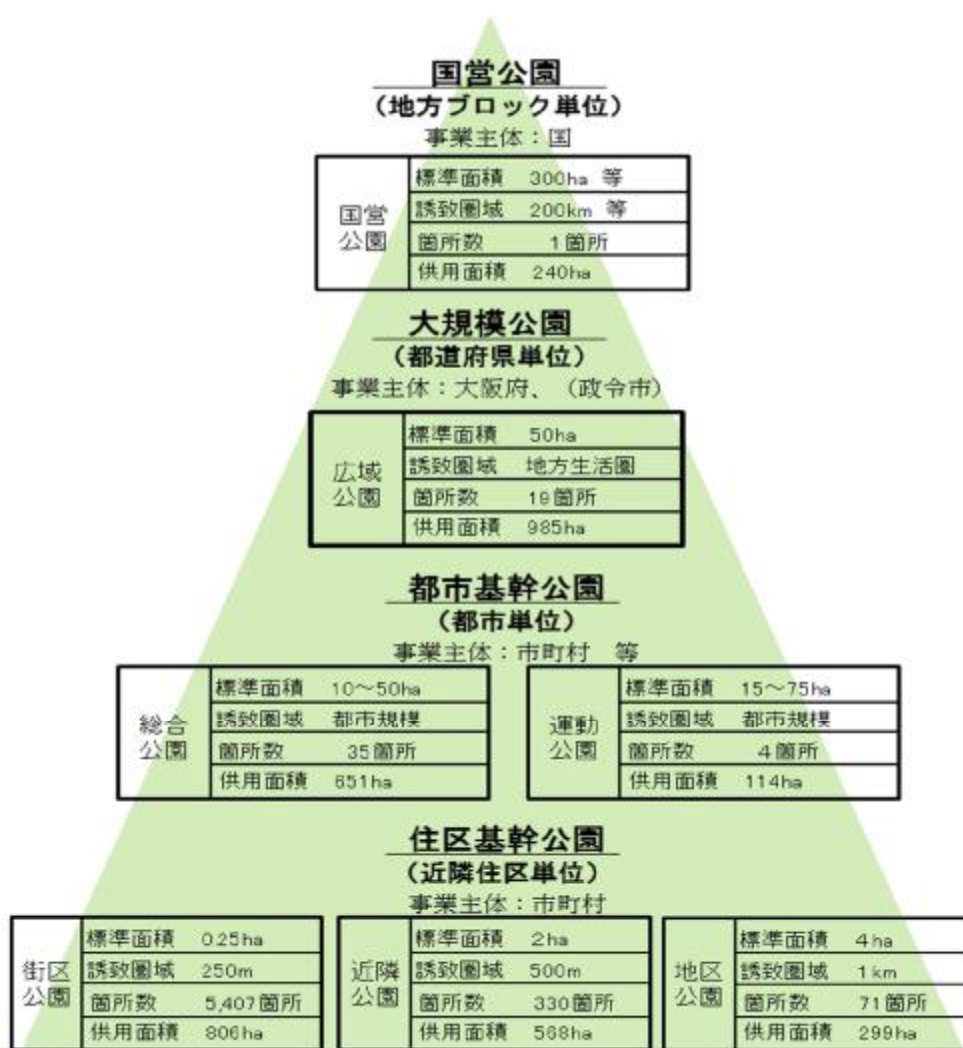 国営公園
(地方ブロック単位)
事業主体：国
国営公園
標準面積 300ha 等
誘致圏域 200km 等
箇所数 1箇所
供用面積 240ha
大規模公園
(都道府県単位)
事業主体：大阪府、(政令市)
広域公園
標準面積 50ha
誘致圏域 地方生活圏
箇所数 19箇所
供用面積 985ha
都市基幹公園
(都市単位)
事業主体：市町村 等
総合公園
標準面積 10～50ha
誘致圏域 都市規模
箇所数 35箇所
供用面積 651ha
運動公園
標準面積 15～75ha
誘致圏域 都市規模
箇所数 4箇所
供用面積 114ha
住区基幹公園
(近隣住区単位)
事業主体：市町村
街区公園
標準面積 0.25ha
誘致圏域 250m
箇所数 5,407箇所
供用面積 806ha
近隣公園
標準面積 2ha
誘致圏域 500m
箇所数 330箇所
供用面積 568ha
地区公園
標準面積 4ha
誘致圏域 1km
箇所数 71箇所
供用面積 299ha